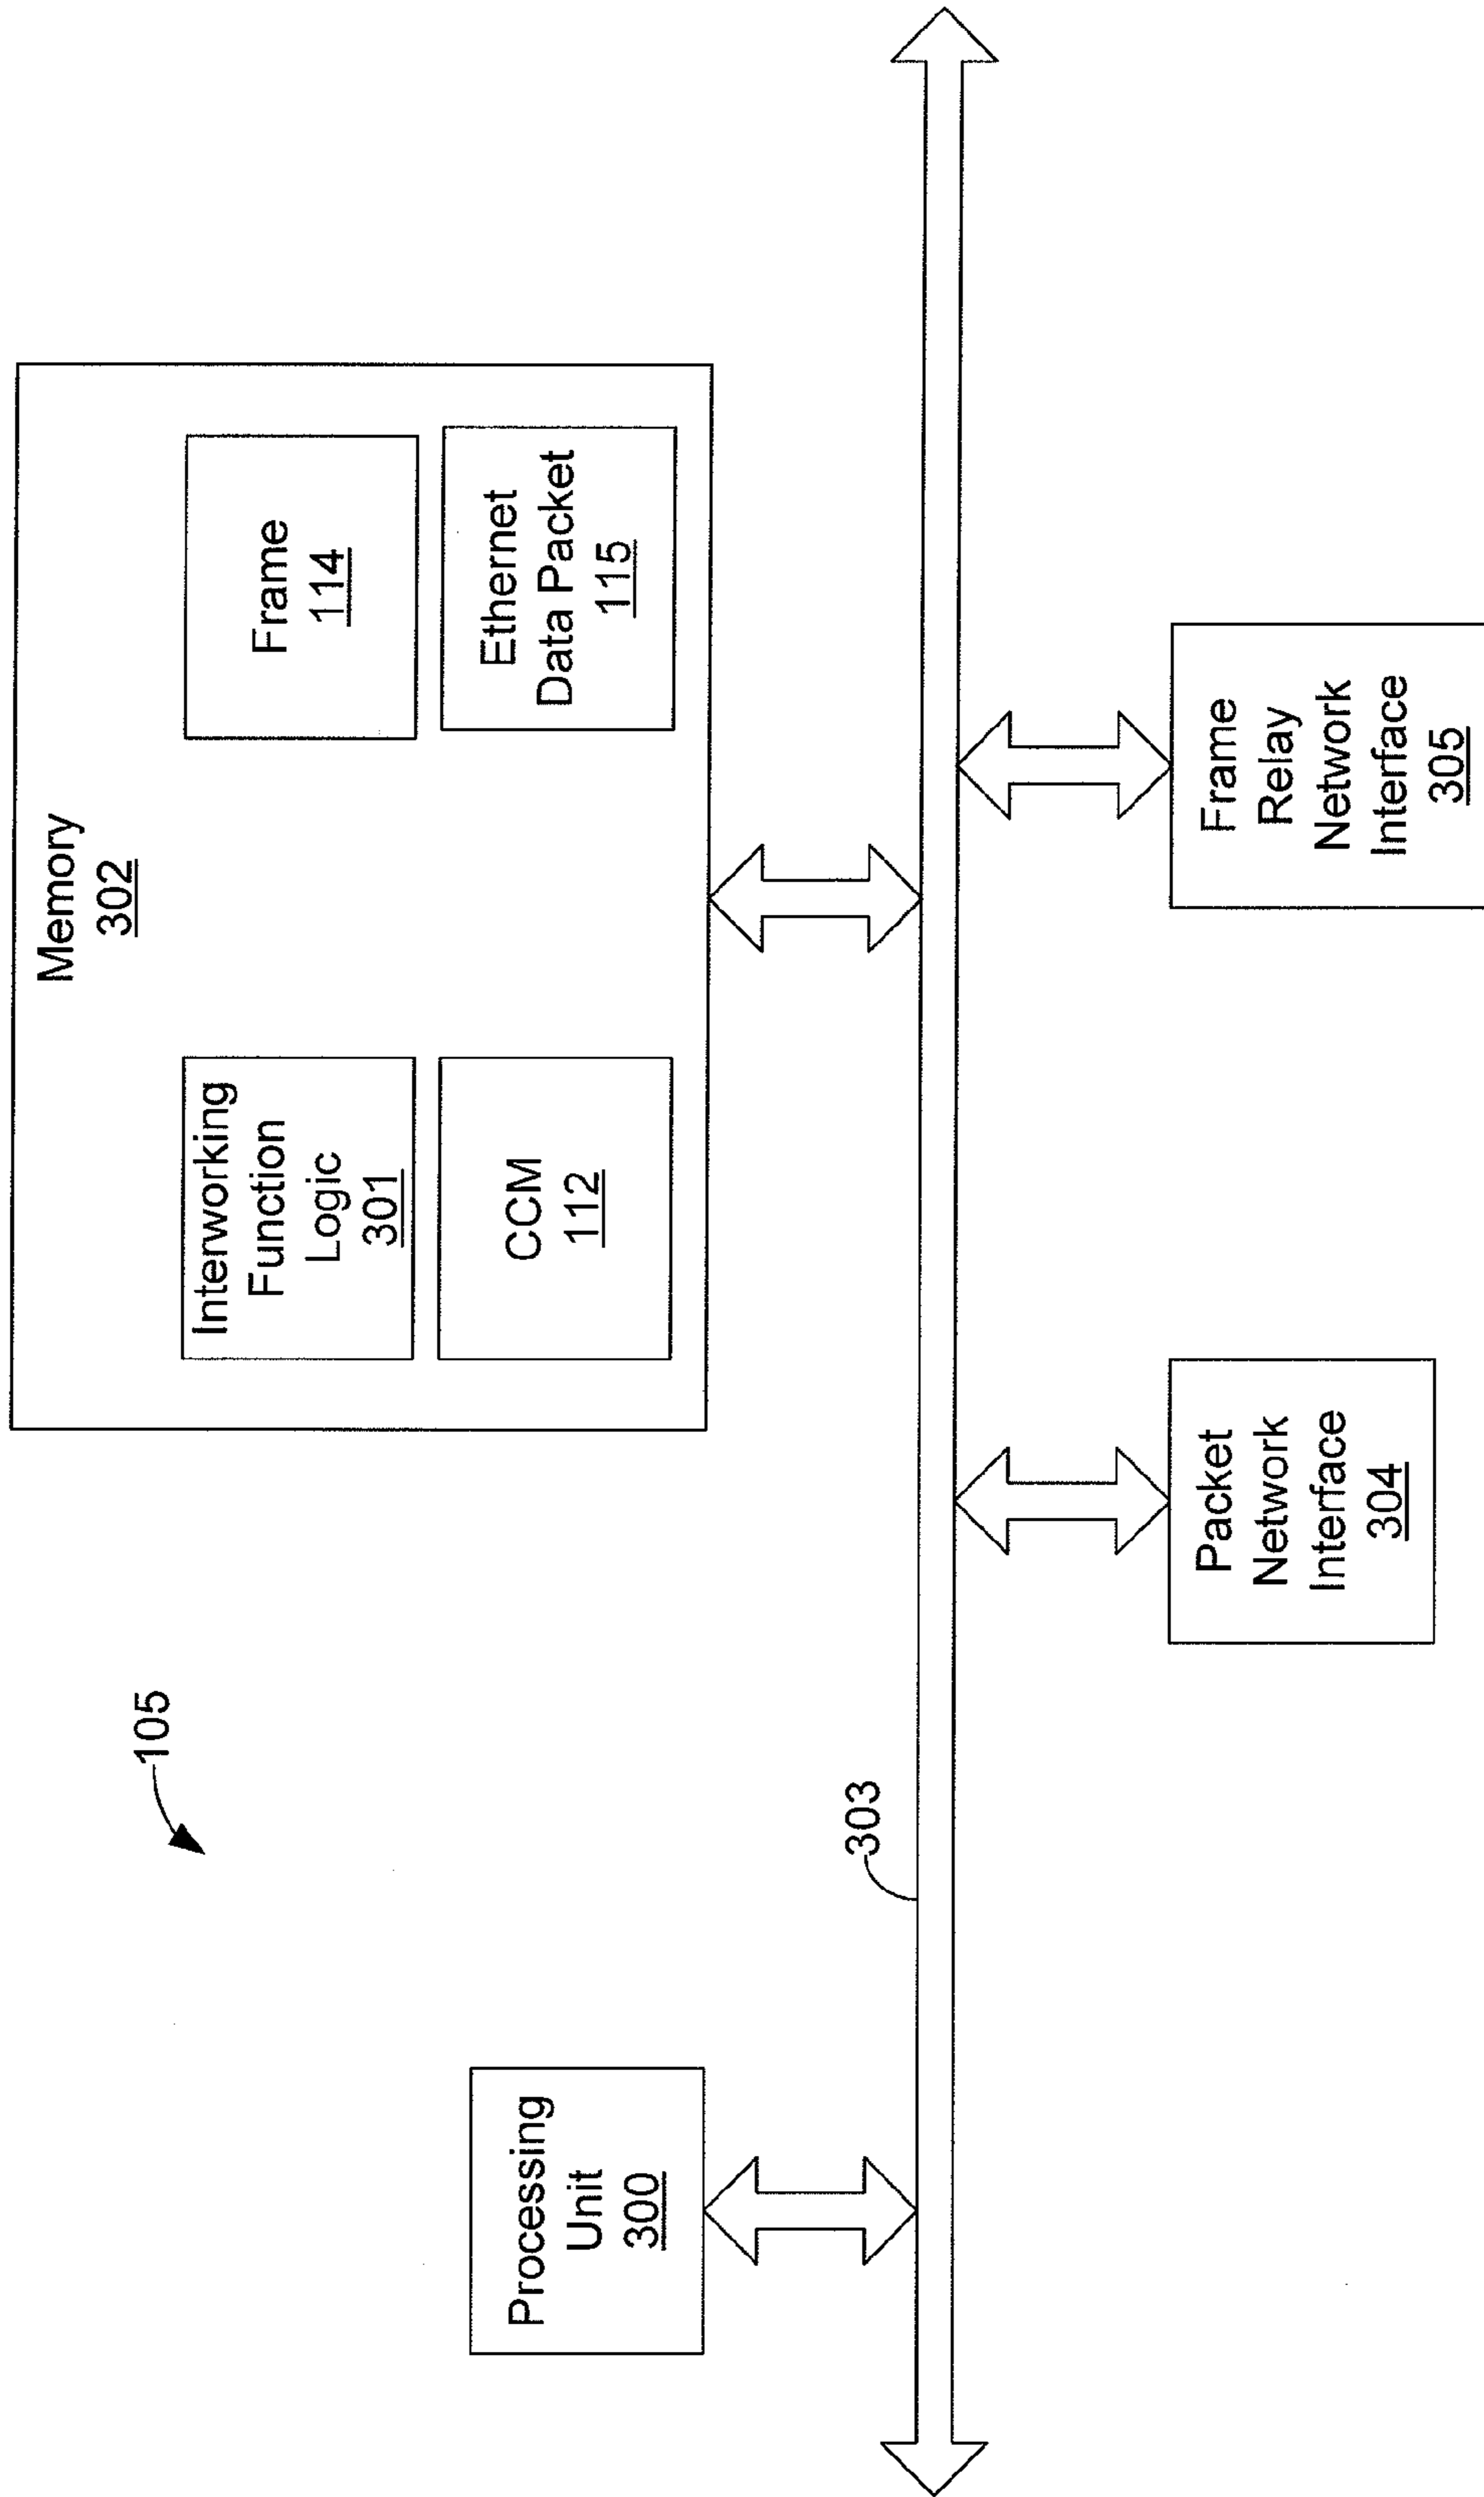 105
Memory
302
Interworking
Function
Logic
301
Frame
114
CCM
112
Ethernet
Data Packet
115
Processing
Unit
300
303
Packet
Network
Interface
304
Frame
Relay
Network
Interface
305